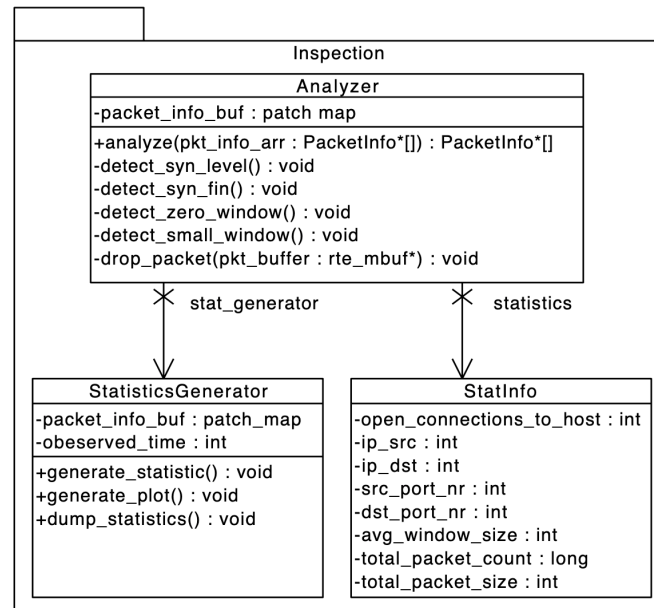 Inspection
Analyzer
-packet_info_buf : patch map
+analyze(pkt_info_arr : PacketInfo*[]) : PacketInfo*[]
-detect_syn_level() : void
-detect_syn_fin() : void
-detect_zero_window() : void
-detect_small_window() : void
-drop_packet(pkt_buffer : rte_mbuf*) : void
stat_generator
statistics
StatisticsGenerator
-packet_info_buf : patch_map
-obeserved_time : int
+generate_statistic() : void
+generate_plot() : void
+dump_statistics() : void
StatInfo
-open_connections_to_host : int
-ip_src : int
-ip_dst : int
-src_port_nr : int
-dst_port_nr : int
-avg_window_size : int
-total_packet_count : long
-total_packet_size : int